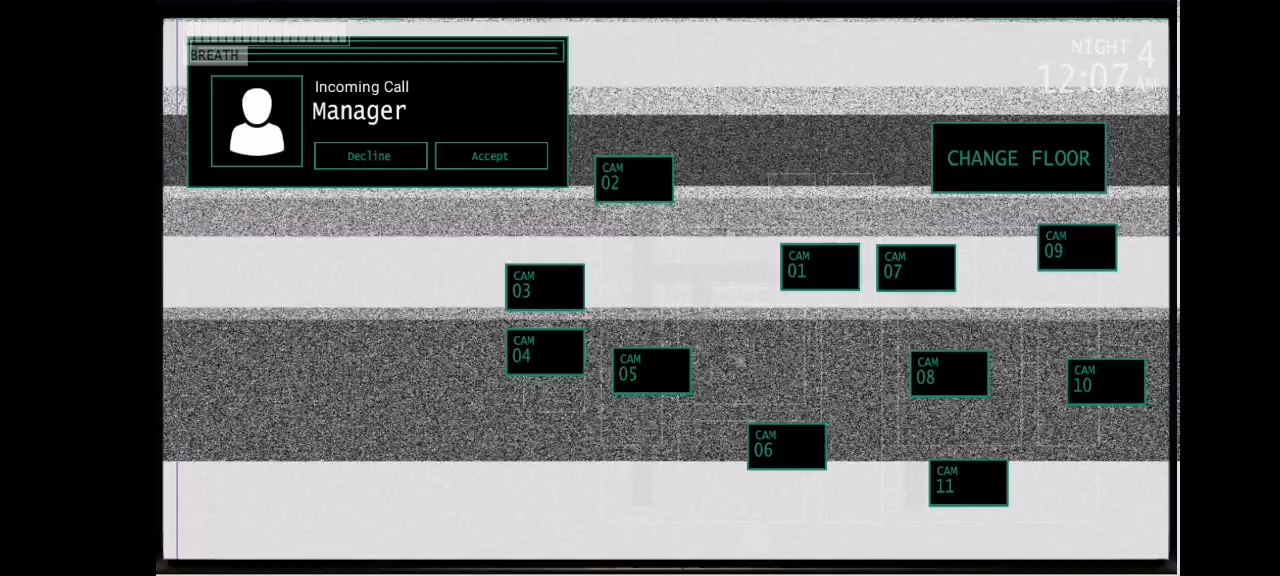 BREATH
Incoming Call
Manager
Decline
Accept
NIGHT 4
12:07 AM
CHANGE FLOOR
CAM
02
CAM
09
CAM
01
CAM
07
CAM
03
CAM
04
CAM
05
CAM
08
CAM
10
CAM
06
CAM
11